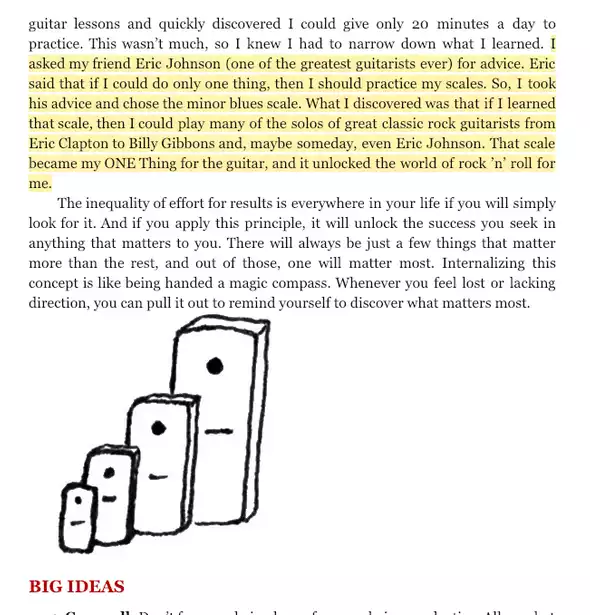 guitar lessons and quickly discovered I could give only 20 minutes a day to
practice. This wasn't much, so I knew I had to narrow down what I learned. I
asked my friend Eric Johnson (one of the greatest guitarists ever) for advice. Eric
said that if I could do only one thing, then I should practice my scales. So, I took
his advice and chose the minor blues scale. What I discovered was that if I learned
that scale, then I could play many of the solos of great classic rock guitarists from
Eric Clapton to Billy Gibbons and, maybe someday, even Eric Johnson. That scale
became my ONE Thing for the guitar, and it unlocked the world of rock 'n' roll for
me.
The inequality of effort for results is everywhere in your life if you will simply
look for it. And if you apply this principle, it will unlock the success you seek in
anything that matters to you. There will always be just a few things that matter
more than the rest, and out of those, one will matter most. Internalizing this
concept is like being handed a magic compass. Whenever you feel lost or lacking
direction, you can pull it out to remind yourself to discover what matters most.
BIG IDEAS